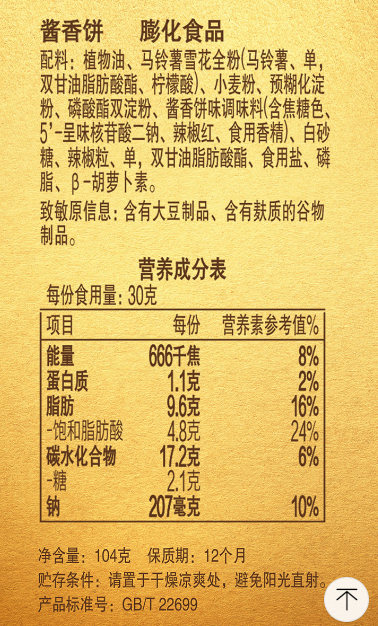 酱香饼 膨化食品
配料：植物油、马铃薯雪花全粉(马铃薯、单，
双甘油脂肪酸酯、柠檬酸)、小麦粉、预糊化淀
粉、磷酸酯双淀粉、酱香饼味调味料(含焦糖色、
5’-呈味核苷酸二钠、辣椒红、食用香精)、白砂
糖、辣椒粒、单，双甘油脂肪酸酯、食用盐、磷
脂、β-胡萝卜素。
致敏原信息：含有大豆制品、含有麸质的谷物
制品。
营养成分表
每份食用量：30克
项目 每份 营养素参考值%
能量 666千焦 8%
蛋白质 1.1克 2%
脂肪 9.6克 16%
-饱和脂肪酸 4.8克 24%
碳水化合物 17.2克 6%
-糖 2.1克
钠 207毫克 10%
净含量：104克 保质期：12个月
贮存条件：请置于干燥凉爽处，避免阳光直射。
产品标准号：GB/T 22699